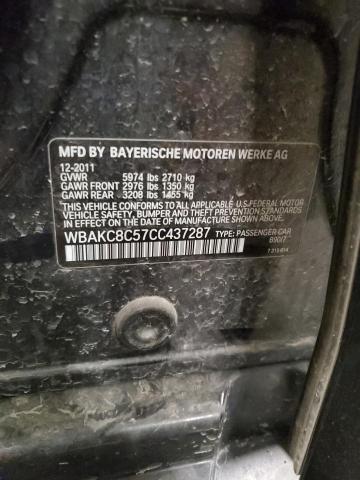 MFD BY BAYERISCHE MOTOREN WERKE AG
12-2011
GVWR 5974 lbs 2710 kg
GAWR FRONT 2976 lbs 1350 kg
GAWR REAR 3208 lbs 1455 kg
THIS VEHICLE CONFORMS TO ALL APPLICABLE U.S.FEDERAL MOTOR
VEHICLE SAFETY, BUMPER, AND THEFT PREVENTION STANDARDS
IN EFFECT ON THE DATE OF MANUFACTURE SHOWN ABOVE.
WBAKC8C57CC437287 TYPE: PASSENGER CAR